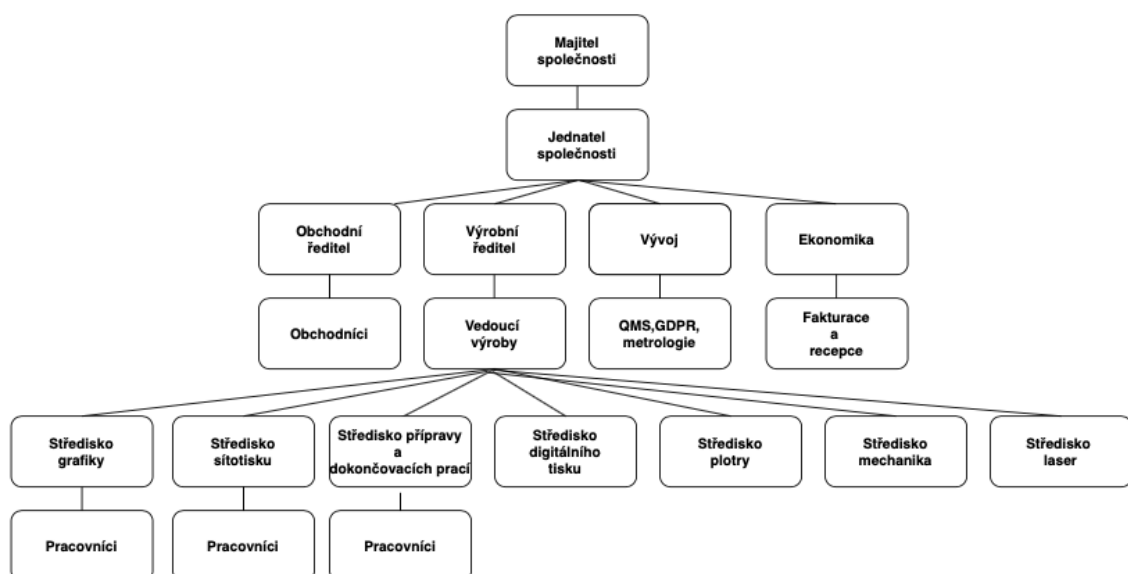 Majitel
společnosti
Jednatel
společnosti
Obchodní
ředitel
Výrobní
ředitel
Vývoj
Ekonomika
Obchodníci
Vedoucí
výroby
QMS,GDPR,
metrologie
Fakturace
a
recepce
Středisko
grafiky
Středisko
sítotisku
Středisko přípravy
a
dokončovacích prací
Středisko
digitálního
tisku
Středisko
plotry
Středisko
mechanika
Středisko
laser
Pracovníci
Pracovníci
Pracovníci